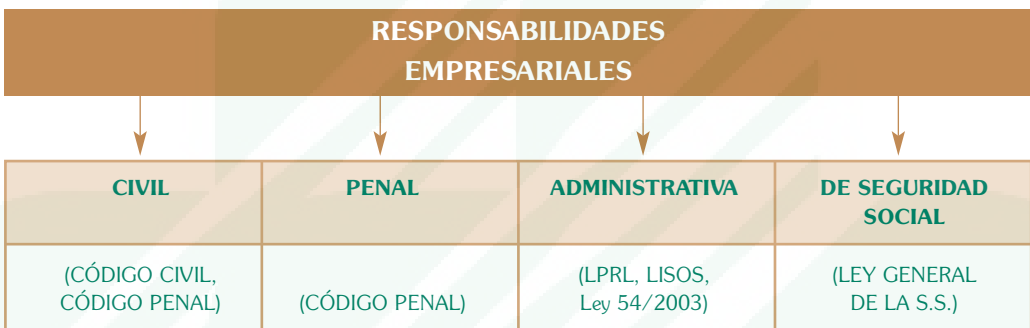 RESPONSABILIDADES
EMPRESARIALES
CIVIL
PENAL
ADMINISTRATIVA
DE SEGURIDAD
SOCIAL
(CÓDIGO CIVIL,
CÓDIGO PENAL)
(CÓDIGO PENAL)
(LPRL, LISOS,
Ley 54/2003)
(LEY GENERAL
DE LA S.S.)